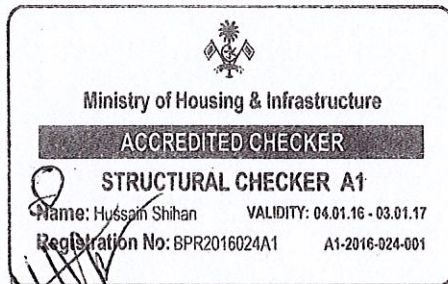 Ministry of Housing & Infrastructure
ACCREDITED CHECKER
STRUCTURAL CHECKER A1
Name: Hussain Shihan VALIDITY: 04.01.16 - 03.01.17
Registration No: BPR2016024A1 A1-2016-024-001